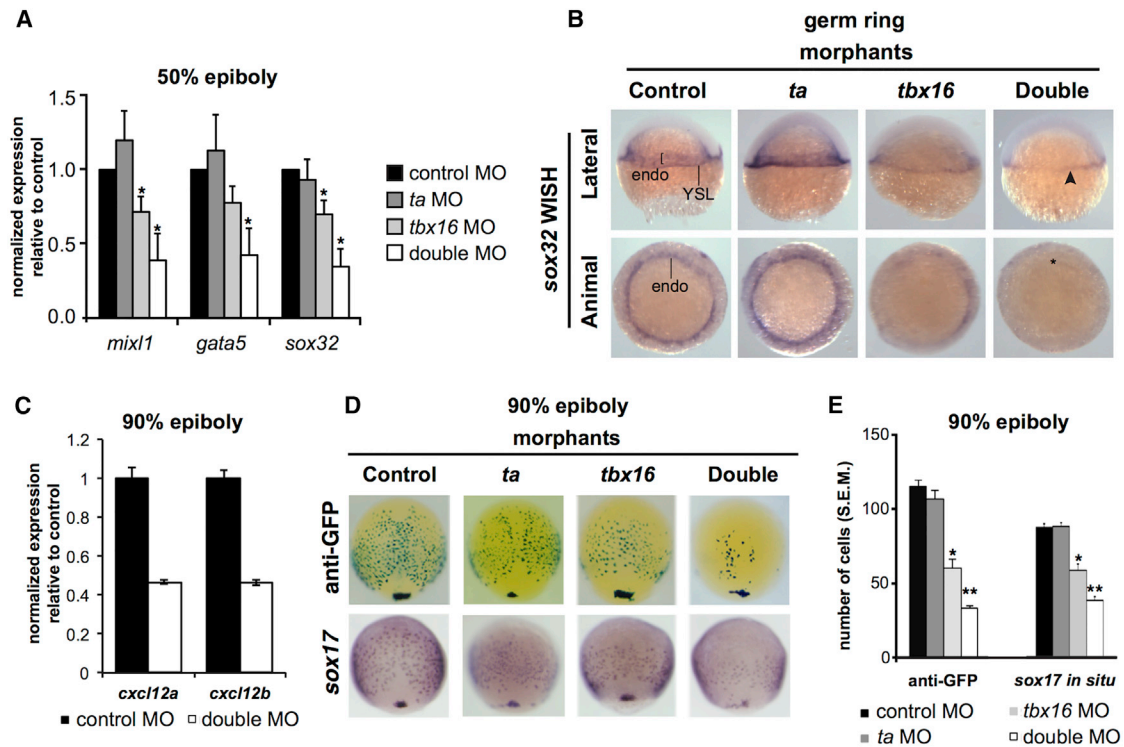 A
50% epiboly
normalized expression
relative to control
1.5
1.0
0.5
0.0
mixl1 gata5 sox32
* * * * *
control MO
ta MO
tbx16 MO
double MO
B
germ ring
morphants
Control ta tbx16 Double
sox32 WISH
Lateral
endo
YSL
Animal
endo
*
C
90% epiboly
normalized expression
relative to control
1.2
1
0.8
0.6
0.4
0.2
0
cxcl12a cxcl12b
control MO double MO
D
90% epiboly
morphants
Control ta tbx16 Double
anti-GFP
sox17
E
90% epiboly
number of cells (S.E.M.)
150
100
50
0
* ** * **
anti-GFP sox17 in situ
control MO tbx16 MO
ta MO double MO